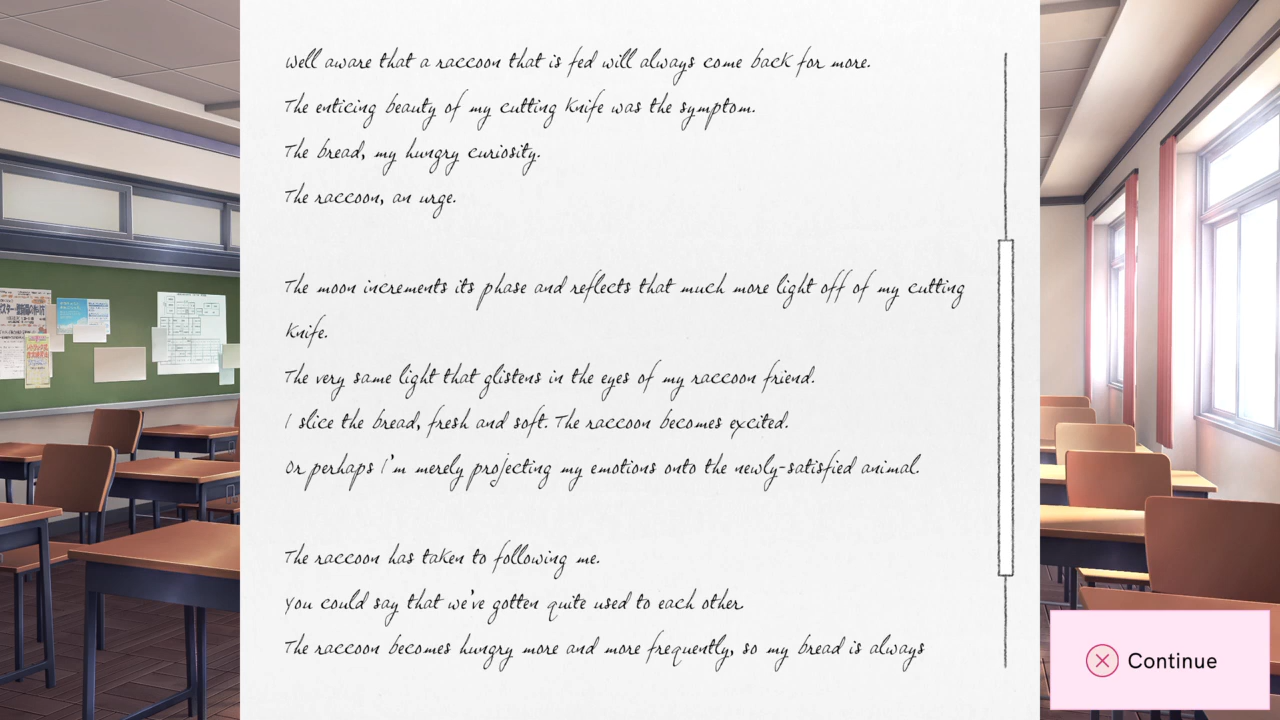 Well aware that a raccoon that is fed will always come back for more.
The enticing beauty of my cutting knife was the symptom.
The bread, my hungry curiosity.
The raccoon, an urge.
The moon increments its phase and reflects that much more light off of my cutting
knife.
The very same light that glistens in the eyes of my raccoon friend.
I slice the bread, fresh and soft. The raccoon becomes excited.
Or perhaps I'm merely projecting my emotions onto the newly-satisfied animal.
The raccoon has taken to following me.
You could say that we've gotten quite used to each other.
The raccoon becomes hungry more and more frequently, so my bread is always
Continue